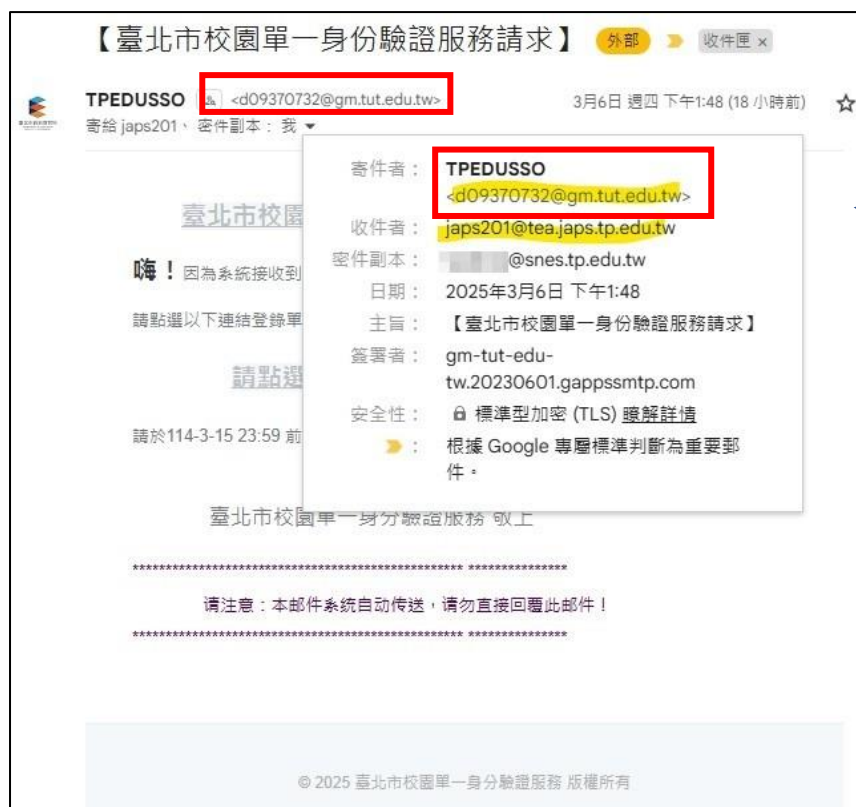 【臺北市校園單一身份驗證服務請求】 外部 收件匣 ×
TPEDUSSO <d09370732@gm.tut.edu.tw> 3月6日 週四 下午1:48 (18 小時前)
寄給 japs201、 密件副本： 我
寄件者： TPEDUSSO
<d09370732@gm.tut.edu.tw>
收件者： japs201@tea.japs.tp.edu.tw
密件副本： @snes.tp.edu.tw
日期： 2025年3月6日 下午1:48
主旨： 【臺北市校園單一身份驗證服務請求】
簽署者： gm-tut-edu-
tw.20230601.gappssmtp.com
安全性： 標準型加密 (TLS) 瞭解詳情
： 根據 Google 專屬標準判斷為重要郵
件。
臺北市校園
嗨！因為系統接收到
請點選以下連結登錄單
請點選
請於114-3-15 23:59 前
臺北市校園單一身分驗證服務 敬上
************************************************** ***************
请注意：本邮件系统自动传送，请勿直接回覆此邮件！
************************************************** ***************
© 2025 臺北市校園單一身分驗證服務 版權所有